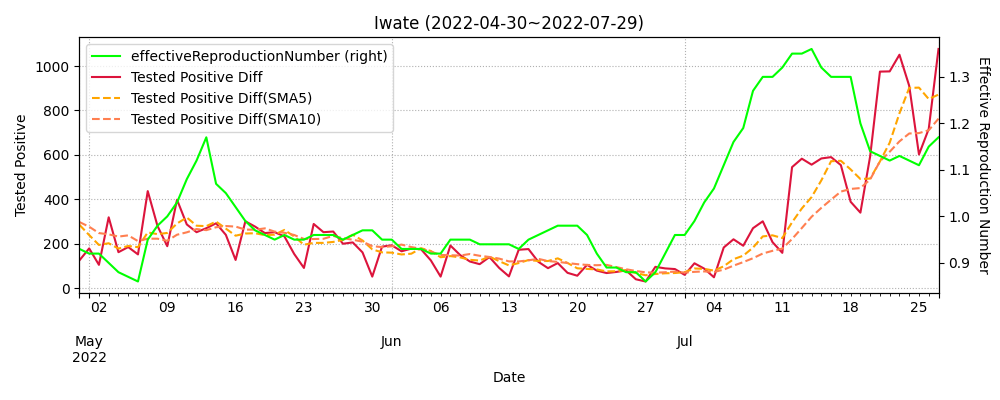 Iwate (2022-04-30~2022-07-29)
effectiveReproductionNumber (right)
Tested Positive Diff
Tested Positive Diff(SMA5)
Tested Positive Diff(SMA10)
Tested Positive
1000
800
600
400
200
0
1.3
1.2
1.1
1.0
0.9
Effective Reproduction Number
02 09 16 23 30 06 13 20 27 04 11 18 25
May Jun Jul
2022
Date